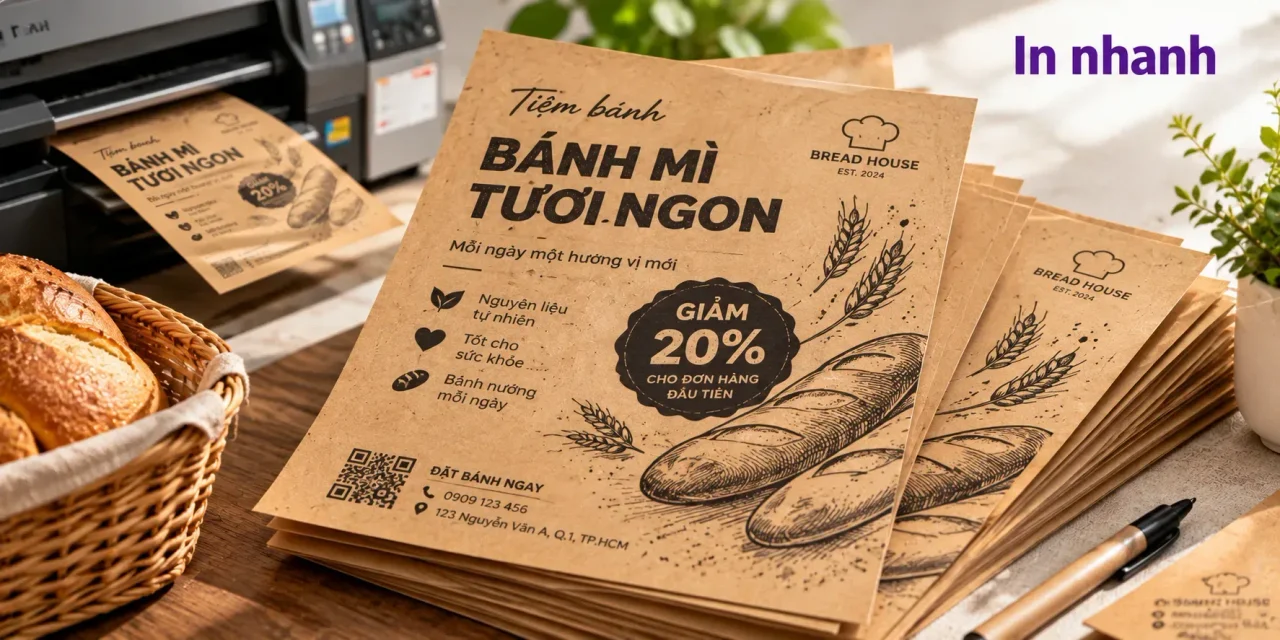 In nhanh
Tiệm bánh
BÁNH MÌ
TƯƠI NGON
Mỗi ngày một hương vị mới
Nguyên liệu
tự nhiên
Tốt cho
sức khỏe
Bánh nướng
mỗi ngày
BREAD HOUSE
EST. 2024
GIẢM
20%
CHO ĐƠN HÀNG
ĐẦU TIÊN
ĐẶT BÁNH NGAY
0909 123 456
123 Nguyễn Văn A, Q.1, TP.HCM
Tiệm bánh
BÁNH MÌ
TƯƠI NGON
20%
BREAD HOUSE
EST. 2024